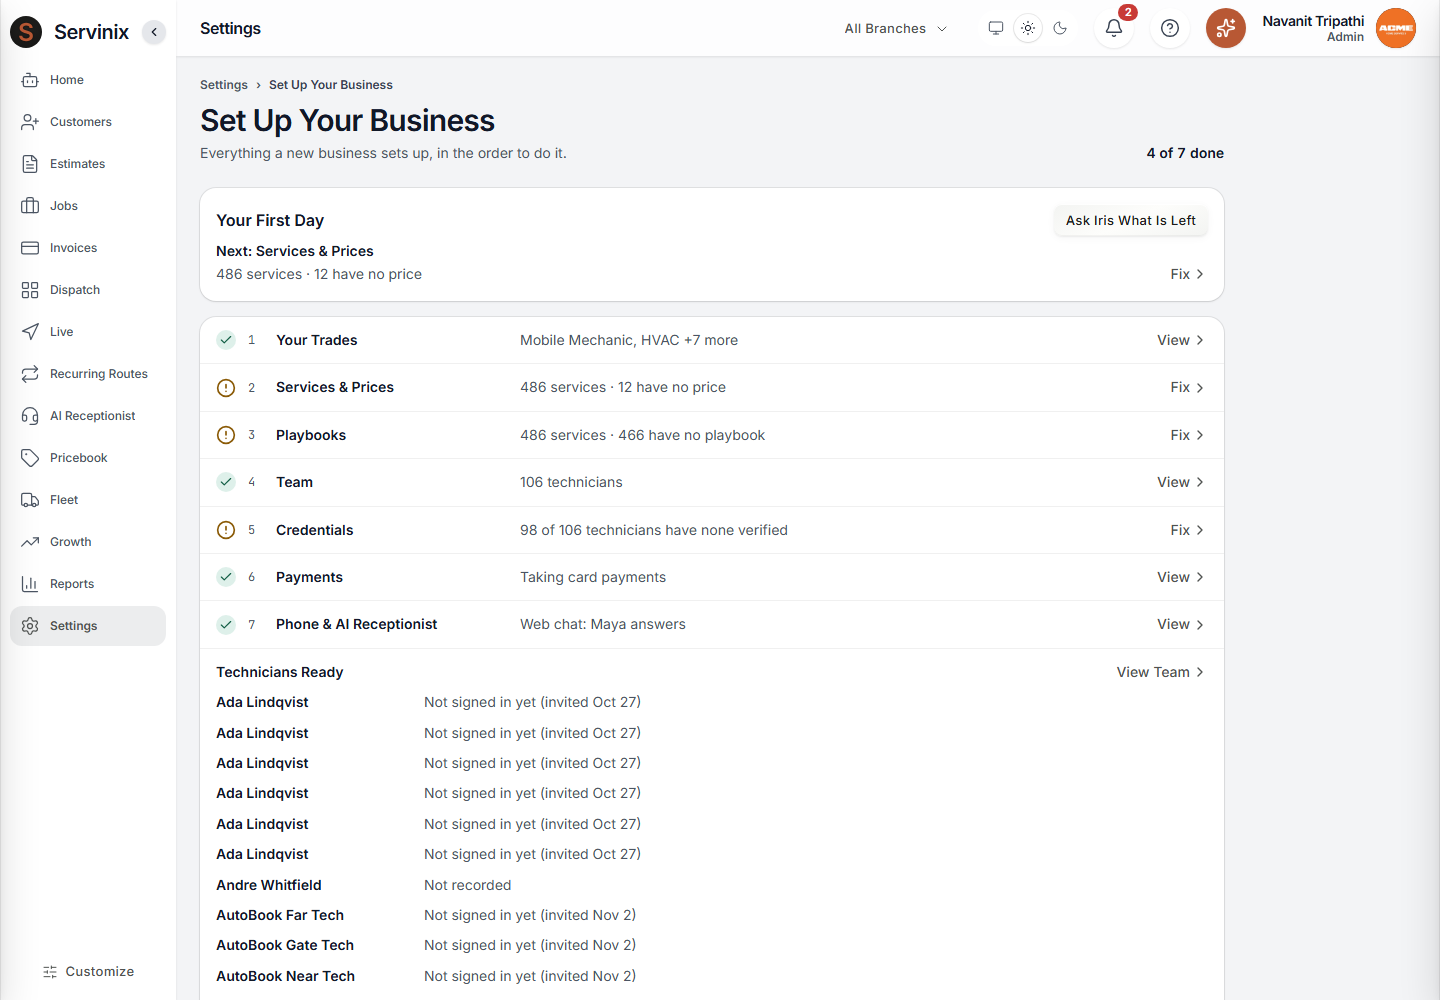 S Servinix
Settings
All Branches
2
Navanit Tripathi
Admin
ACME
Home
Customers
Estimates
Jobs
Invoices
Dispatch
Live
Recurring Routes
AI Receptionist
Pricebook
Fleet
Growth
Reports
Settings
Customize
Settings › Set Up Your Business
Set Up Your Business
Everything a new business sets up, in the order to do it.
4 of 7 done
Your First Day
Ask Iris What Is Left
Next: Services & Prices
486 services · 12 have no price
Fix
1 Your Trades Mobile Mechanic, HVAC +7 more View
2 Services & Prices 486 services · 12 have no price Fix
3 Playbooks 486 services · 466 have no playbook Fix
4 Team 106 technicians View
5 Credentials 98 of 106 technicians have none verified Fix
6 Payments Taking card payments View
7 Phone & AI Receptionist Web chat: Maya answers View
Technicians Ready View Team
Ada Lindqvist Not signed in yet (invited Oct 27)
Ada Lindqvist Not signed in yet (invited Oct 27)
Ada Lindqvist Not signed in yet (invited Oct 27)
Ada Lindqvist Not signed in yet (invited Oct 27)
Ada Lindqvist Not signed in yet (invited Oct 27)
Ada Lindqvist Not signed in yet (invited Oct 27)
Andre Whitfield Not recorded
AutoBook Far Tech Not signed in yet (invited Nov 2)
AutoBook Gate Tech Not signed in yet (invited Nov 2)
AutoBook Near Tech Not signed in yet (invited Nov 2)